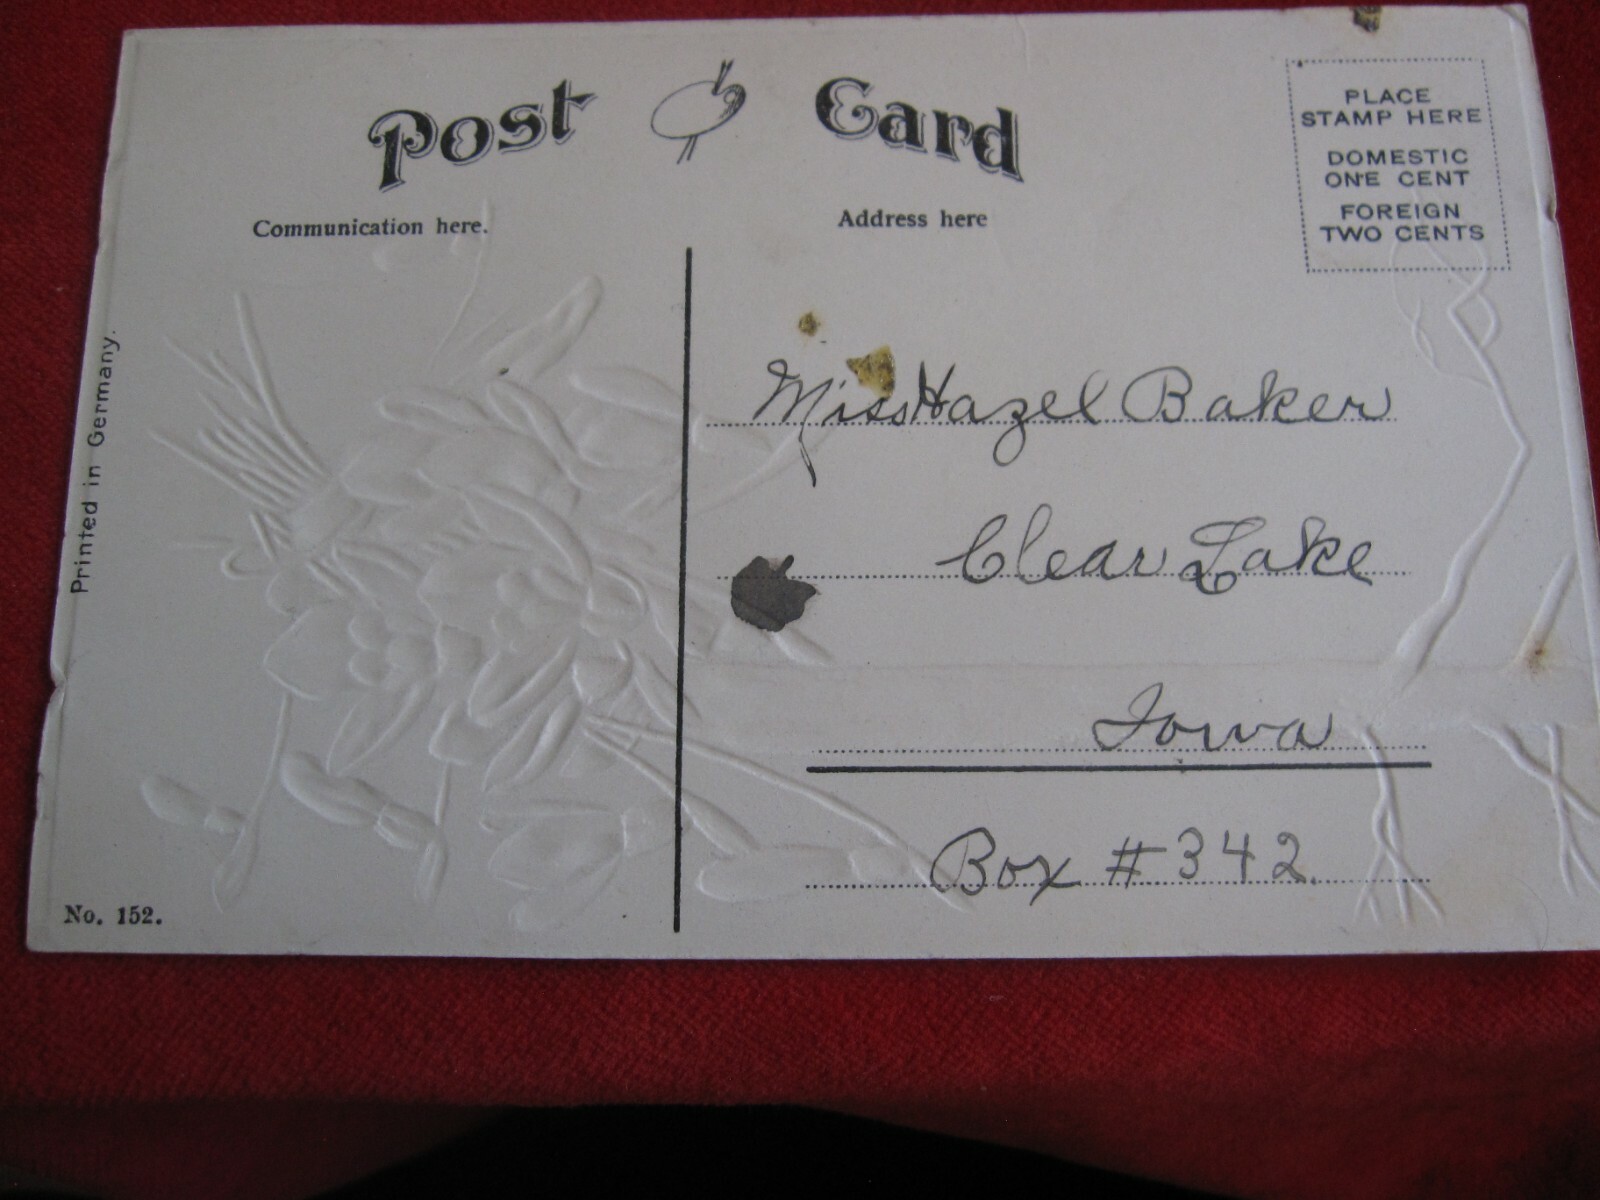 Post Card
PLACE
STAMP HERE
DOMESTIC
ONE CENT
FOREIGN
TWO CENTS
Communication here.
Address here
Printed in Germany.
Miss Hazel Baker
Clear Lake
Iowa
Box #342
No. 152.